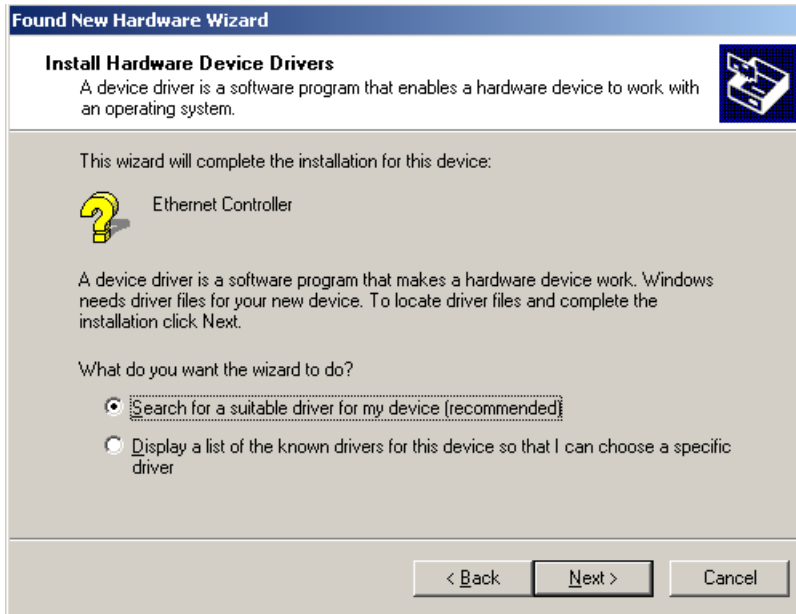 Found New Hardware Wizard
Install Hardware Device Drivers
A device driver is a software program that enables a hardware device to work with
an operating system.
This wizard will complete the installation for this device:
Ethernet Controller
A device driver is a software program that makes a hardware device work. Windows
needs driver files for your new device. To locate driver files and complete the
installation click Next.
What do you want the wizard to do?
Search for a suitable driver for my device (recommended)
Display a list of the known drivers for this device so that I can choose a specific
driver
< Back
Next >
Cancel